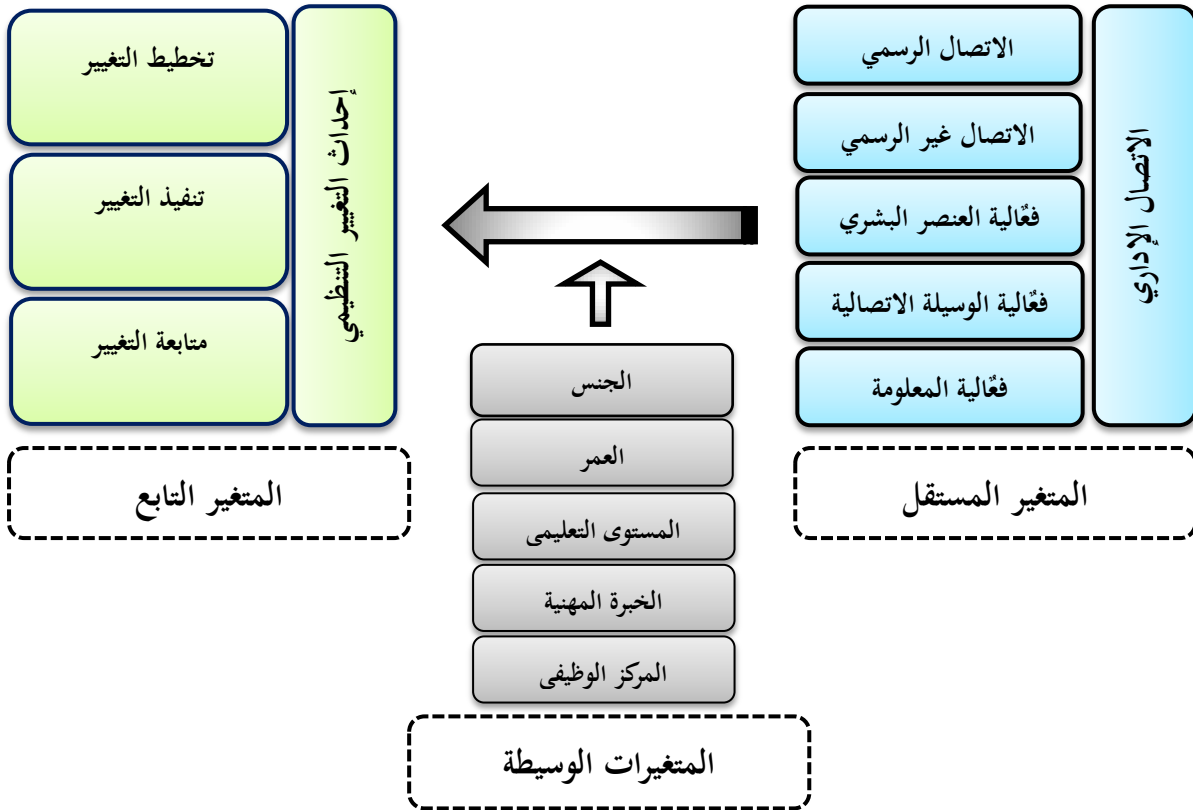 الاتصال الإداري
الاتصال الرسمي
الاتصال غير الرسمي
فعٌالية العنصر البشري
فعٌالية الوسيلة الاتصالية
فعٌالية المعلومة
المتغير المستقل
إحداث التغيير التنظيمي
تخطيط التغيير
تنفيذ التغيير
متابعة التغيير
المتغير التابع
الجنس
العمر
المستوى التعليمى
الخبرة المهنية
المركز الوظيفى
المتغيرات الوسيطة